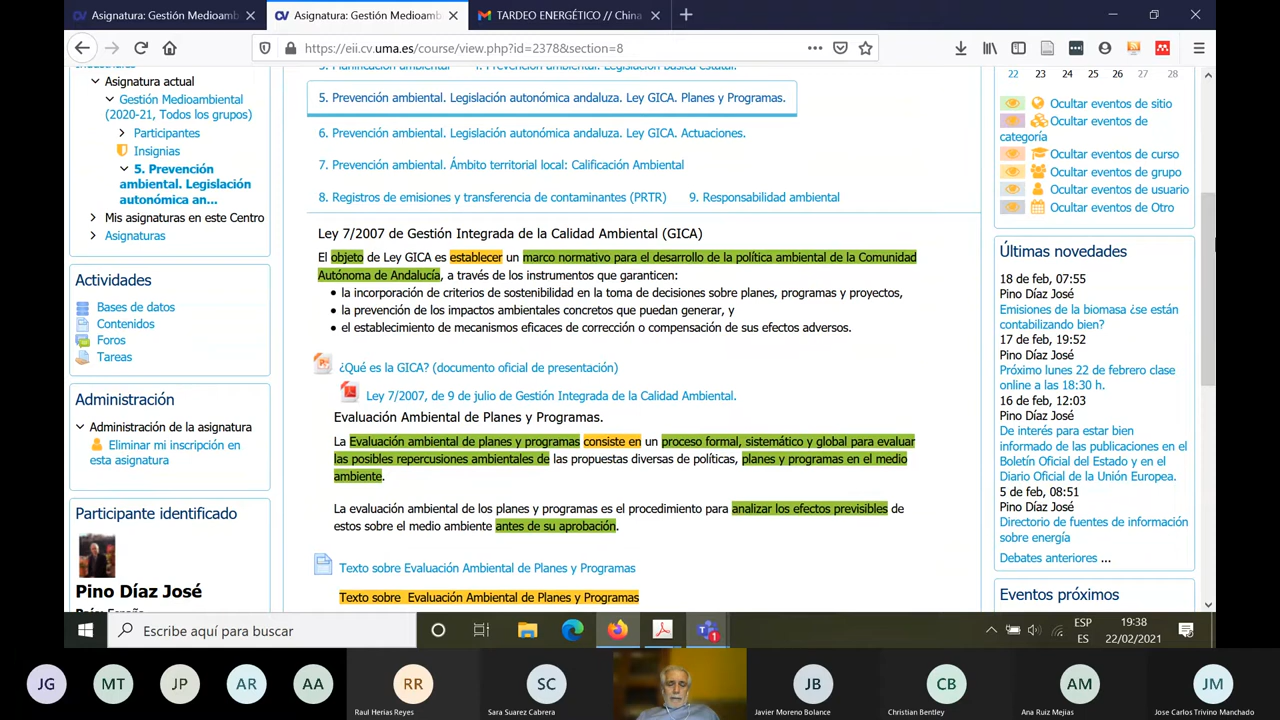 Asignatura: Gestión Medioamb
Asignatura: Gestión Medioamb
TARDEO ENERGÉTICO // China
https://eii.cv.uma.es/course/view.php?id=2378&section=8
Asignatura actual
Gestión Medioambiental
(2020-21, Todos los grupos)
Participantes
Insignias
5. Prevención
ambiental. Legislación
autonómica an...
Mis asignaturas en este Centro
Asignaturas
Actividades
Bases de datos
Contenidos
Foros
Tareas
Administración
Administración de la asignatura
Eliminar mi inscripción en
esta asignatura
Participante identificado
Pino Díaz José
5. Prevención ambiental. Legislación autonómica andaluza. Ley GICA. Planes y Programas.
6. Prevención ambiental. Legislación autonómica andaluza. Ley GICA. Actuaciones.
7. Prevención ambiental. Ámbito territorial local: Calificación Ambiental
8. Registros de emisiones y transferencia de contaminantes (PRTR) 9. Responsabilidad ambiental
Ley 7/2007 de Gestión Integrada de la Calidad Ambiental (GICA)
El objeto de Ley GICA es establecer un marco normativo para el desarrollo de la política ambiental de la Comunidad
Autónoma de Andalucía, a través de los instrumentos que garanticen:
• la incorporación de criterios de sostenibilidad en la toma de decisiones sobre planes, programas y proyectos,
• la prevención de los impactos ambientales concretos que puedan generar, y
• el establecimiento de mecanismos eficaces de corrección o compensación de sus efectos adversos.
¿Qué es la GICA? (documento oficial de presentación)
Ley 7/2007, de 9 de julio de Gestión Integrada de la Calidad Ambiental.
Evaluación Ambiental de Planes y Programas.
La Evaluación ambiental de planes y programas consiste en un proceso formal, sistemático y global para evaluar
las posibles repercusiones ambientales de las propuestas diversas de políticas, planes y programas en el medio
ambiente.
La evaluación ambiental de los planes y programas es el procedimiento para analizar los efectos previsibles de
estos sobre el medio ambiente antes de su aprobación.
Texto sobre Evaluación Ambiental de Planes y Programas
Texto sobre Evaluación Ambiental de Planes y Programas
22 23 24 25 26 27 28
Ocultar eventos de sitio
Ocultar eventos de
categoría
Ocultar eventos de curso
Ocultar eventos de grupo
Ocultar eventos de usuario
Ocultar eventos de Otro
Últimas novedades
18 de feb, 07:55
Pino Díaz José
Emisiones de la biomasa ¿se están
contabilizando bien?
17 de feb, 19:52
Pino Díaz José
Próximo lunes 22 de febrero clase
online a las 18:30 h.
16 de feb, 12:03
Pino Díaz José
De interés para estar bien
informado de las publicaciones en el
Boletín Oficial del Estado y en el
Diario Oficial de la Unión Europea.
5 de feb, 08:51
Pino Díaz José
Directorio de fuentes de información
sobre energía
Debates anteriores ...
Eventos próximos
Escribe aquí para buscar
1
ESP
ES
19:38
22/02/2021
JG
MT
JP
AR
AA
RR
Raul Herias Reyes
SC
Sara Suarez Cabrera
JB
Javier Moreno Bolance
CB
Christian Bentley
AM
Ana Ruiz Mejias
JM
Jose Carlos Trivino Manchado